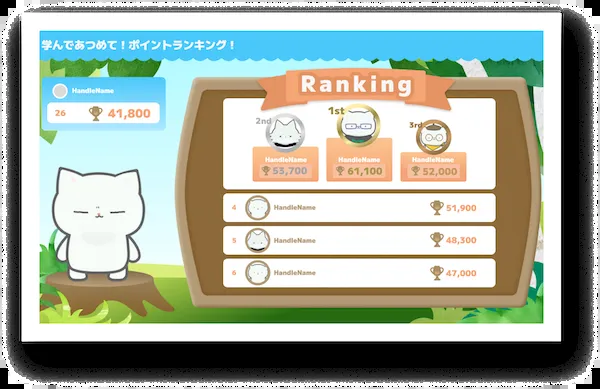 学んであつめて！ポイントランキング！
HandleName
26 41,800
Ranking
1st
2nd
3rd
HandleName
53,700
HandleName
61,100
HandleName
52,000
4 HandleName 51,900
5 HandleName 48,300
6 HandleName 47,000